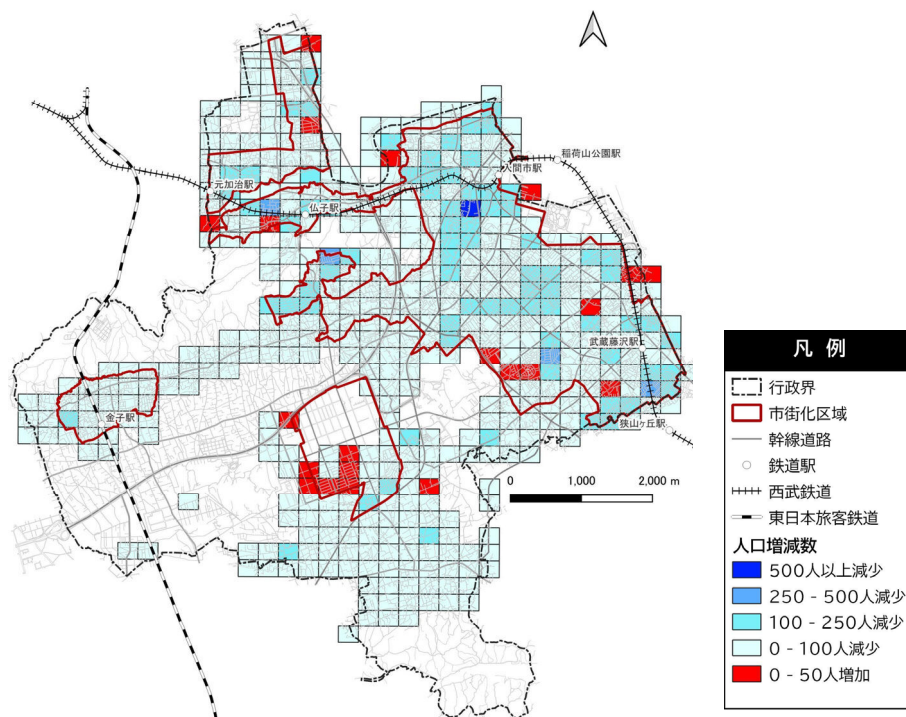 稲荷山公園駅
入間市駅
元加治駅
仏子駅
武蔵藤沢駅
金子駅
狭山ヶ丘駅
0 1,000 2,000 m
凡 例
行政界
市街化区域
幹線道路
鉄道駅
西武鉄道
東日本旅客鉄道
人口増減数
500人以上減少
250 - 500人減少
100 - 250人減少
0 - 100人減少
0 - 50人増加